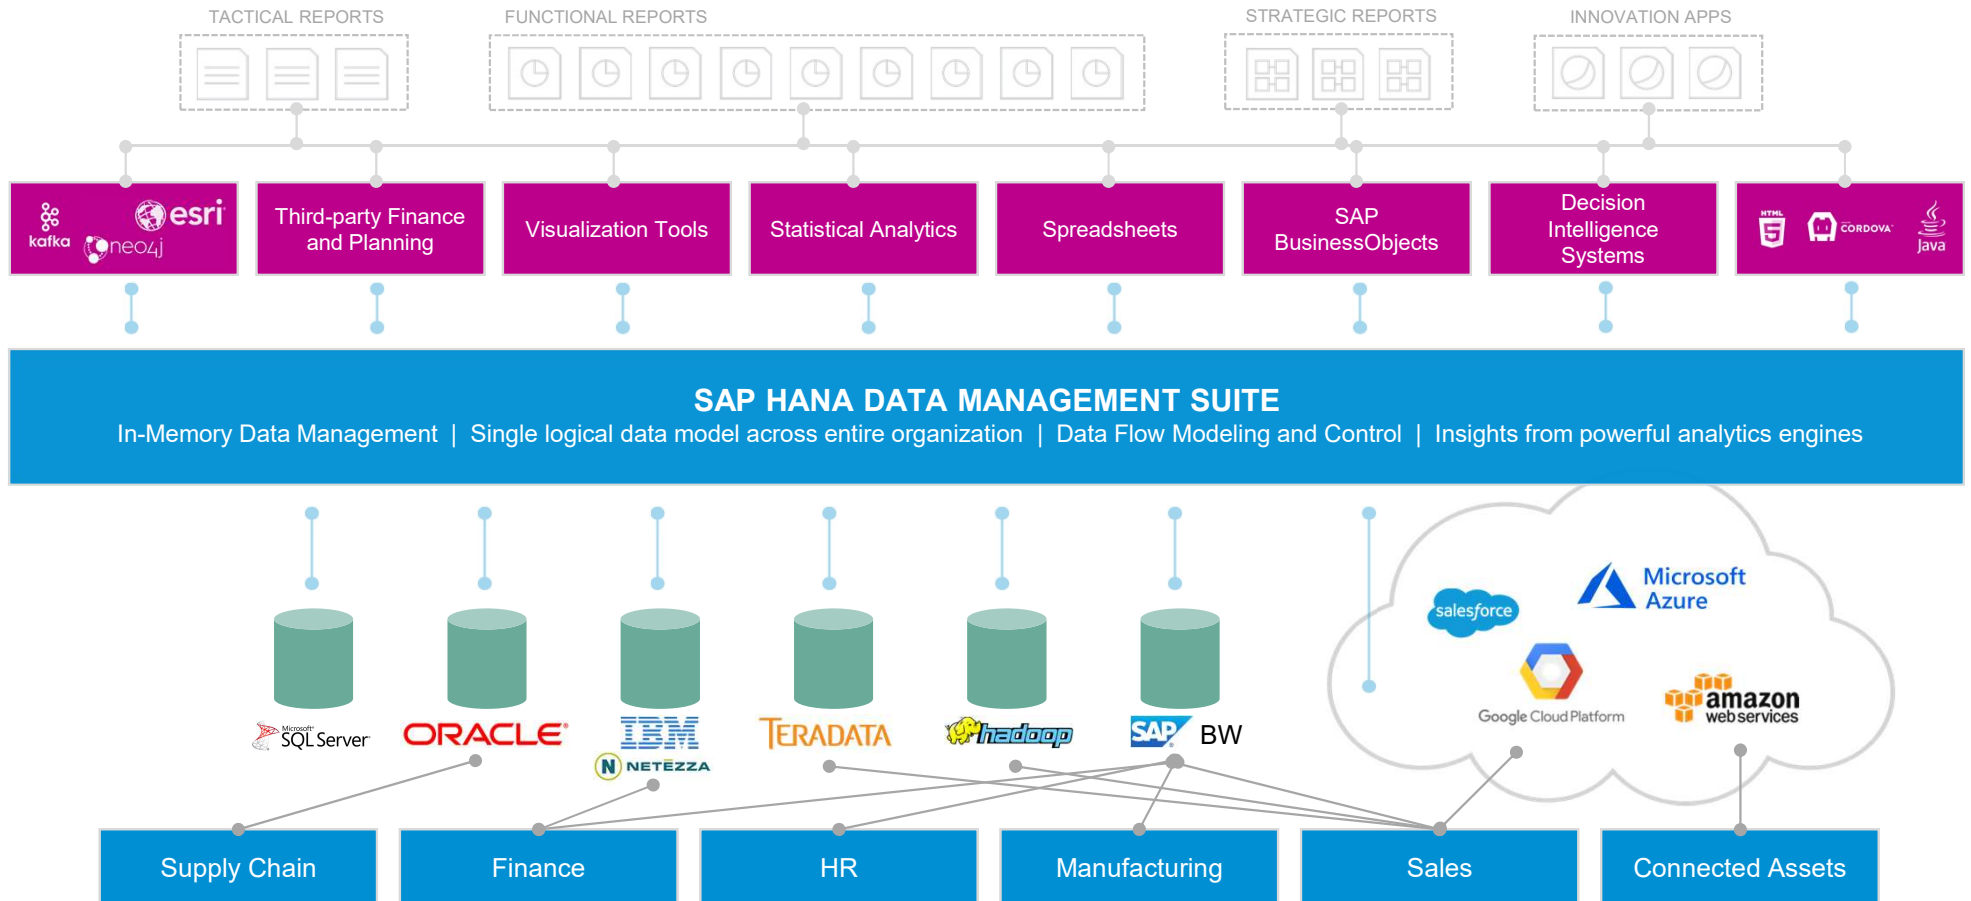 TACTICAL REPORTS
FUNCTIONAL REPORTS
STRATEGIC REPORTS
INNOVATION APPS
kafka
esri
neo4j
Third-party Finance
and Planning
Visualization Tools
Statistical Analytics
Spreadsheets
SAP
BusinessObjects
Decision
Intelligence
Systems
HTML
5
CORDOVA
Java
SAP HANA DATA MANAGEMENT SUITE
In-Memory Data Management | Single logical data model across entire organization | Data Flow Modeling and Control | Insights from powerful analytics engines
salesforce
Microsoft
Azure
Google Cloud Platform
amazon
web services
Microsoft®
SQL Server
ORACLE®
IBM
N NETEZZA
TERADATA
hadoop
SAP® BW
Supply Chain
Finance
HR
Manufacturing
Sales
Connected Assets